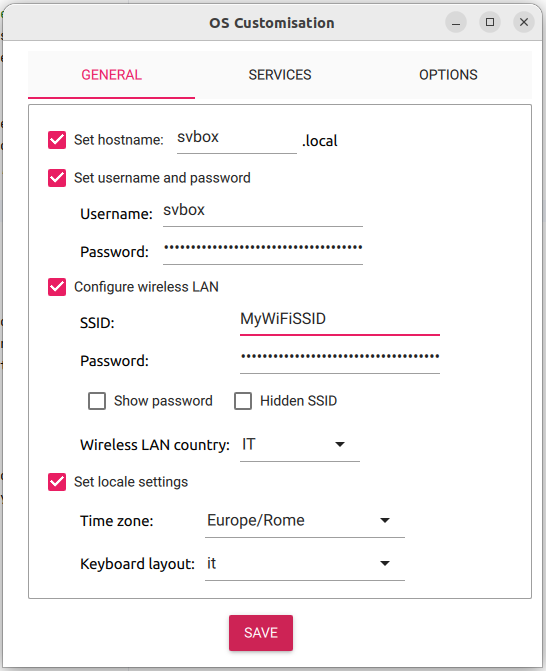 OS Customisation
GENERAL SERVICES OPTIONS
Set hostname: svbox .local
Set username and password
Username: svbox
Password: •••••••••••••••••••••••••••••••••••••
Configure wireless LAN
SSID: MyWiFiSSID
Password: •••••••••••••••••••••••••••••••••••••
Show password Hidden SSID
Wireless LAN country: IT
Set locale settings
Time zone: Europe/Rome
Keyboard layout: it
SAVE